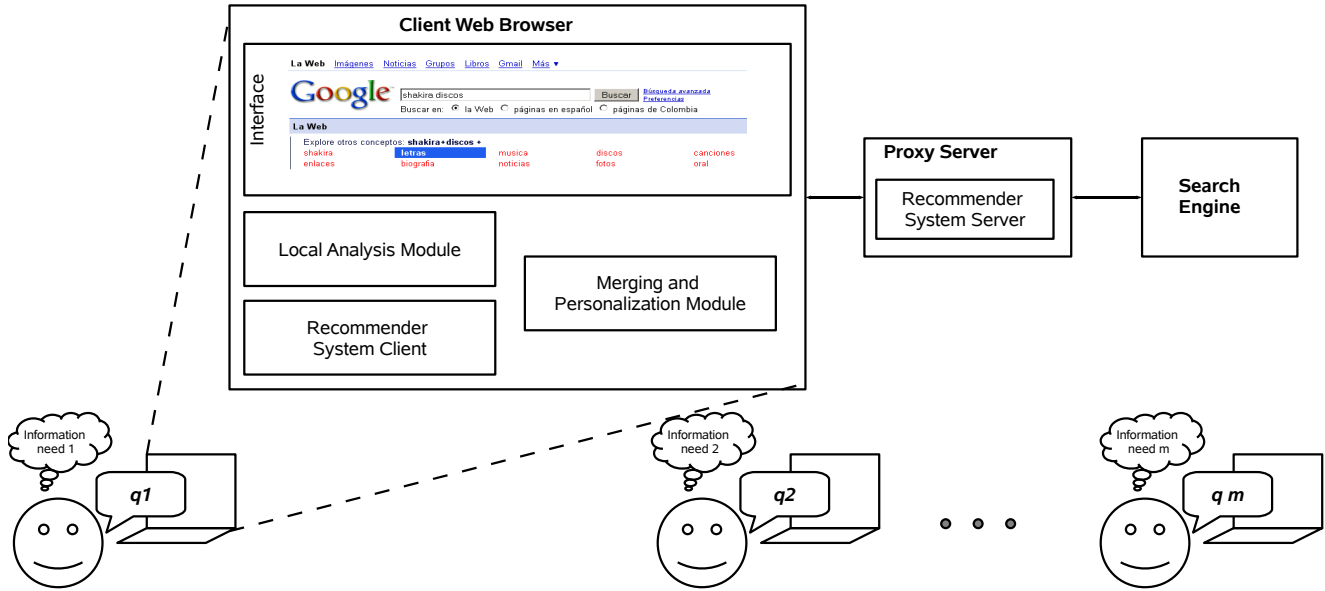 Client Web Browser
Interface
La Web Imágenes Noticias Grupos Libros Gmail Más ▼
Google
shakira discos
Buscar
Búsqueda avanzada
Preferencias
Buscar en: la Web páginas en español páginas de Colombia
La Web
Explore otros conceptos: shakira+discos +
shakira letras musica discos canciones
enlaces biografia noticias fotos oral
Local Analysis Module
Recommender
System Client
Merging and
Personalization Module
Proxy Server
Recommender
System Server
Search
Engine
Information
need 1
q1
Information
need 2
q2
Information
need m
q m